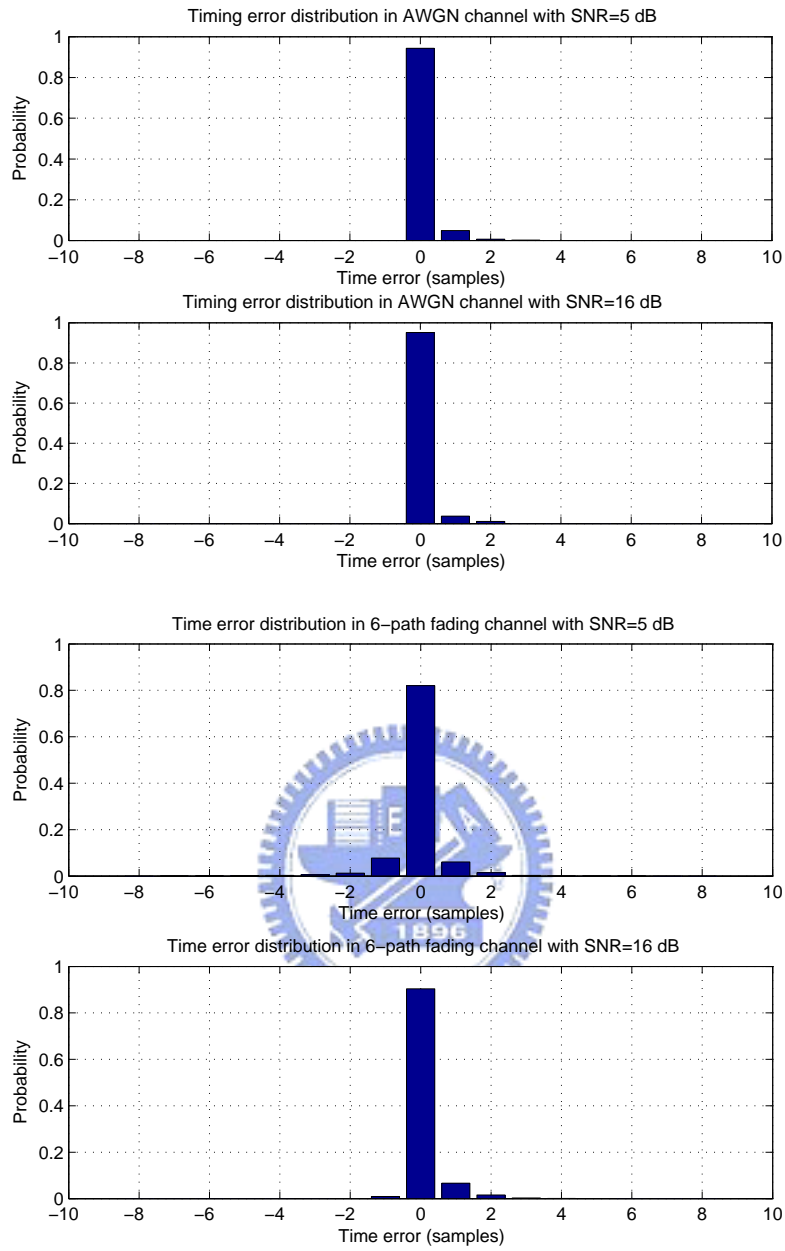 Timing error distribution in AWGN channel with SNR=5 dB
1
0.8
0.6
0.4
0.2
0
Probability
−10 −8 −6 −4 −2 0 2 4 6 8 10
Time error (samples)
Timing error distribution in AWGN channel with SNR=16 dB
1
0.8
0.6
0.4
0.2
0
Probability
−10 −8 −6 −4 −2 0 2 4 6 8 10
Time error (samples)
Time error distribution in 6−path fading channel with SNR=5 dB
1
0.8
0.6
0.4
0.2
0
Probability
E A
−10 −8 −6 −4 −2 0 2 4 6 8 10
Time error (samples)
1896
Time error distribution in 6−path fading channel with SNR=16 dB
1
0.8
0.6
0.4
0.2
0
Probability
−10 −8 −6 −4 −2 0 2 4 6 8 10
Time error (samples)